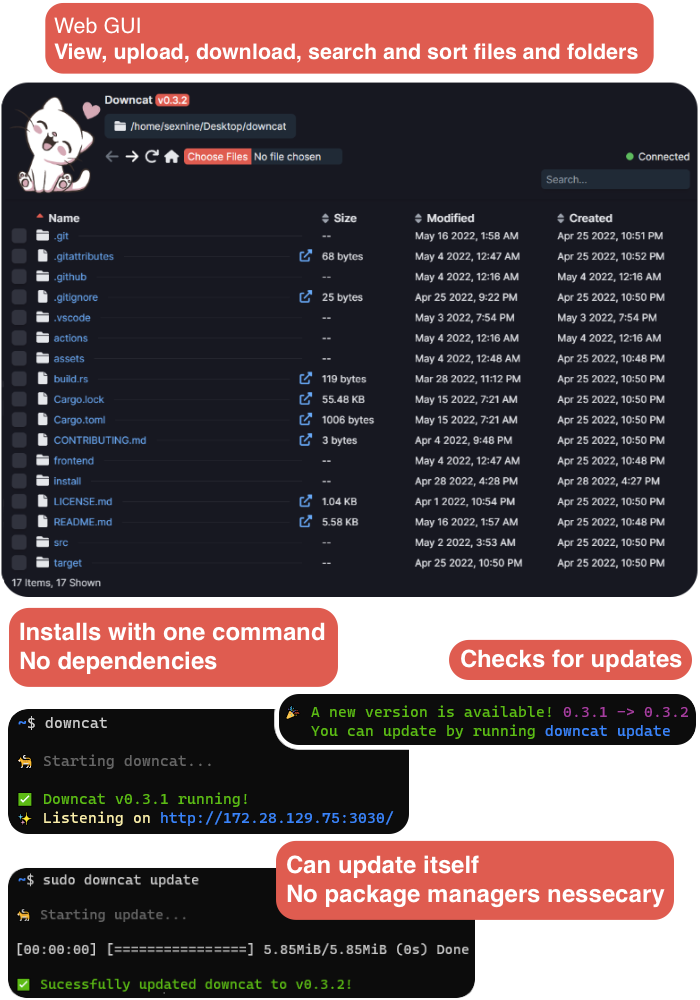 Web GUI
View, upload, download, search and sort files and folders
Downcat v0.3.2
/home/sexnine/Desktop/downcat
Choose Files No file chosen
Connected
Search...
Name Size Modified Created
.git -- May 16 2022, 1:58 AM Apr 25 2022, 10:51 PM
.gitattributes 68 bytes May 4 2022, 12:47 AM Apr 25 2022, 10:52 PM
.github -- May 4 2022, 12:16 AM May 4 2022, 12:16 AM
.gitignore 25 bytes Apr 25 2022, 9:22 PM Apr 25 2022, 10:50 PM
.vscode -- May 3 2022, 7:54 PM May 3 2022, 7:54 PM
actions -- May 4 2022, 12:16 AM May 4 2022, 12:16 AM
assets -- May 4 2022, 12:48 AM Apr 25 2022, 10:48 PM
build.rs 119 bytes Mar 28 2022, 11:12 PM Apr 25 2022, 10:50 PM
Cargo.lock 55.48 KB May 15 2022, 7:21 AM Apr 25 2022, 10:50 PM
Cargo.toml 1006 bytes May 15 2022, 7:21 AM Apr 25 2022, 10:50 PM
CONTRIBUTING.md 3 bytes Apr 4 2022, 9:48 PM Apr 25 2022, 10:50 PM
frontend -- May 4 2022, 12:47 AM Apr 25 2022, 10:48 PM
install -- Apr 28 2022, 4:28 PM Apr 28 2022, 4:27 PM
LICENSE.md 1.04 KB Apr 1 2022, 10:54 PM Apr 25 2022, 10:50 PM
README.md 5.58 KB May 16 2022, 1:57 AM Apr 25 2022, 10:48 PM
src -- May 2 2022, 3:53 AM Apr 25 2022, 10:50 PM
target -- Apr 25 2022, 10:50 PM Apr 25 2022, 10:50 PM
17 Items, 17 Shown
Installs with one command
No dependencies
Checks for updates
A new version is available! 0.3.1 -> 0.3.2
You can update by running downcat update
~$ downcat
Starting downcat...
Downcat v0.3.1 running!
Listening on http://172.28.129.75:3030/
Can update itself
No package managers nessecary
~$ sudo downcat update
Starting update...
[00:00:00] [================] 5.85MiB/5.85MiB (0s) Done
Sucessfully updated downcat to v0.3.2!